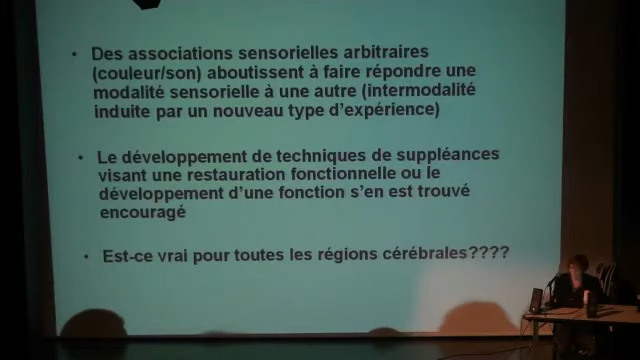 • Des associations sensorielles arbitraires
(couleur/son) aboutissent à faire répondre une
modalité sensorielle à une autre (intermodalité
induite par un nouveau type d'expérience)
• Le développement de techniques de suppléances
visant une restauration fonctionnelle ou le
développement d'une fonction s'en est trouvé
encouragé
• Est-ce vrai pour toutes les régions cérébrales????